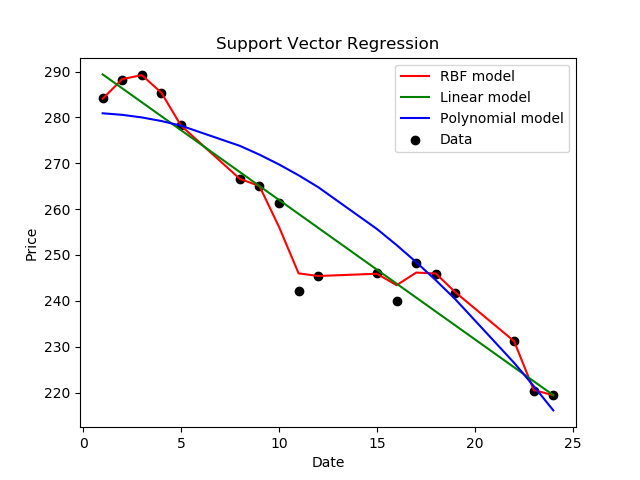 Support Vector Regression
RBF model
Linear model
Polynomial model
Data
Price
290
280
270
260
250
240
230
220
0 5 10 15 20 25
Date